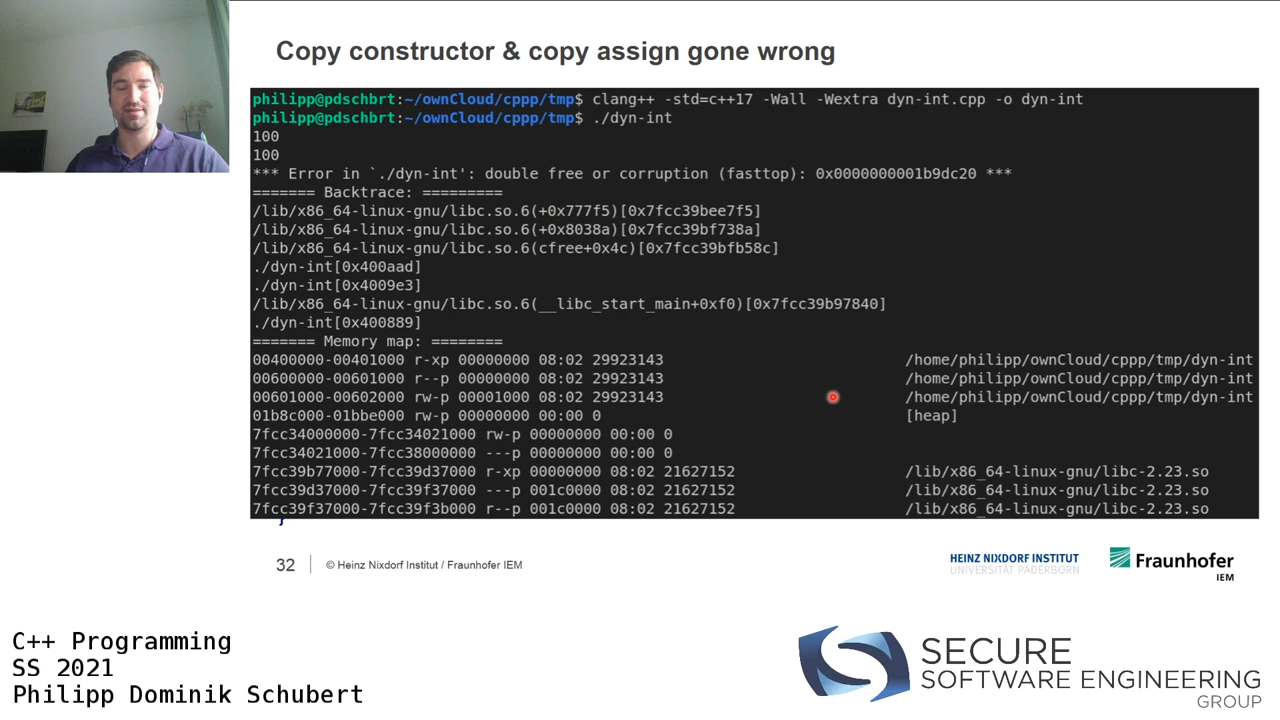 Copy constructor & copy assign gone wrong
philipp@pdschbrt:~/ownCloud/cppp/tmp$ clang++ -std=c++17 -Wall -Wextra dyn-int.cpp -o dyn-int
philipp@pdschbrt:~/ownCloud/cppp/tmp$ ./dyn-int
100
100
*** Error in `./dyn-int': double free or corruption (fasttop): 0x0000000001b9dc20 ***
======= Backtrace: =========
/lib/x86_64-linux-gnu/libc.so.6(+0x777f5)[0x7fcc39bee7f5]
/lib/x86_64-linux-gnu/libc.so.6(+0x8038a)[0x7fcc39bf738a]
/lib/x86_64-linux-gnu/libc.so.6(cfree+0x4c)[0x7fcc39bfb58c]
./dyn-int[0x400aad]
./dyn-int[0x4009e3]
/lib/x86_64-linux-gnu/libc.so.6(__libc_start_main+0xf0)[0x7fcc39b97840]
./dyn-int[0x400889]
======= Memory map: ========
00400000-00401000 r-xp 00000000 08:02 29923143 /home/philipp/ownCloud/cppp/tmp/dyn-int
00600000-00601000 r--p 00000000 08:02 29923143 /home/philipp/ownCloud/cppp/tmp/dyn-int
00601000-00602000 rw-p 00001000 08:02 29923143 /home/philipp/ownCloud/cppp/tmp/dyn-int
01b8c000-01bbe000 rw-p 00000000 00:00 0 [heap]
7fcc34000000-7fcc34021000 rw-p 00000000 00:00 0
7fcc34021000-7fcc38000000 ---p 00000000 00:00 0
7fcc39b77000-7fcc39d37000 r-xp 00000000 08:02 21627152 /lib/x86_64-linux-gnu/libc-2.23.so
7fcc39d37000-7fcc39f37000 ---p 001c0000 08:02 21627152 /lib/x86_64-linux-gnu/libc-2.23.so
7fcc39f37000-7fcc39f3b000 r--p 001c0000 08:02 21627152 /lib/x86_64-linux-gnu/libc-2.23.so
}
32 © Heinz Nixdorf Institut / Fraunhofer IEM
HEINZ NIXDORF INSTITUT
UNIVERSITÄT PADERBORN
Fraunhofer
IEM
C++ Programming
SS 2021
Philipp Dominik Schubert
SECURE
SOFTWARE ENGINEERING
GROUP